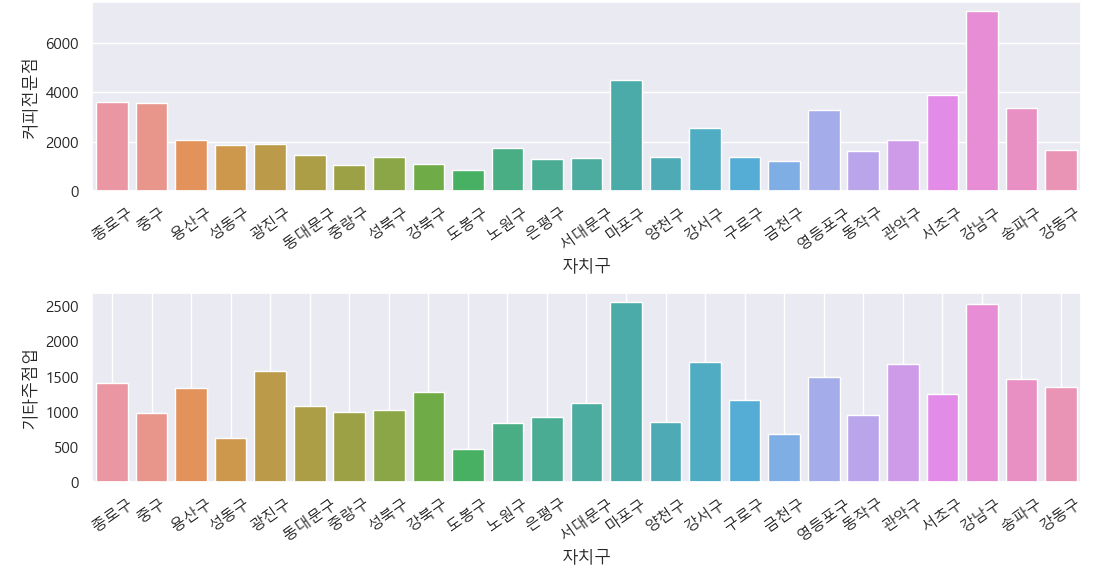 커피전문점
6000
4000
2000
0
종로구 중구 용산구 성동구 광진구 동대문구 중랑구 성북구 강북구 도봉구 노원구 은평구 서대문구 마포구 양천구 강서구 구로구 금천구 영등포구 동작구 관악구 서초구 강남구 송파구 강동구
자치구
기타주점업
2500
2000
1500
1000
500
0
종로구 중구 용산구 성동구 광진구 동대문구 중랑구 성북구 강북구 도봉구 노원구 은평구 서대문구 마포구 양천구 강서구 구로구 금천구 영등포구 동작구 관악구 서초구 강남구 송파구 강동구
자치구